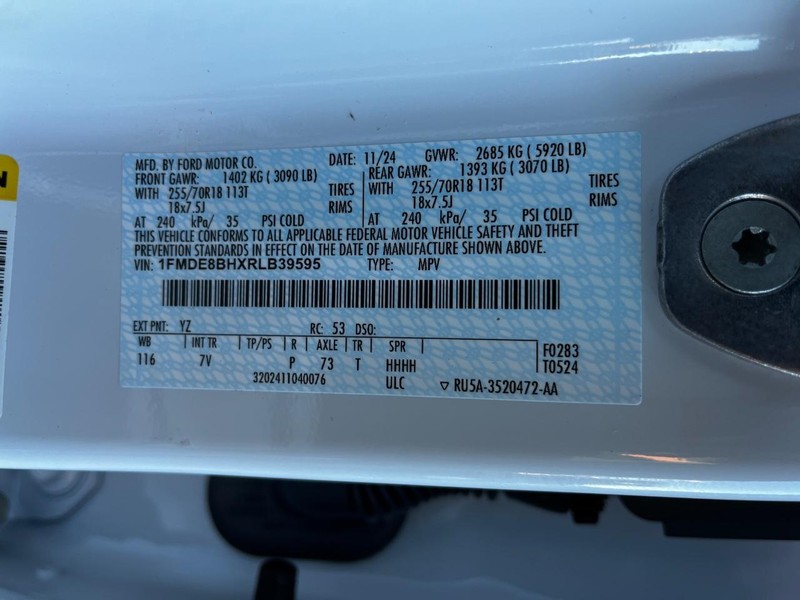 MFD. BY FORD MOTOR CO. DATE: 11/24 GVWR: 2685 KG ( 5920 LB)
FRONT GAWR: 1402 KG ( 3090 LB) REAR GAWR: 1393 KG ( 3070 LB)
WITH 255/70R18 113T TIRES WITH 255/70R18 113T TIRES
18x7.5J RIMS 18x7.5J RIMS
AT 240 kPa/ 35 PSI COLD AT 240 kPa/ 35 PSI COLD
THIS VEHICLE CONFORMS TO ALL APPLICABLE FEDERAL MOTOR VEHICLE SAFETY AND THEFT
PREVENTION STANDARDS IN EFFECT ON THE DATE OF MANUFACTURE SHOWN ABOVE.
VIN: 1FMDE8BHXRLB39595 TYPE: MPV
EXT PNT: YZ RC: 53 DSO:
WB INT TR TP/PS R AXLE TR SPR F0283
116 7V P 73 T HHHH T0524
3202411040076 ULC ▽ RU5A-3520472-AA
N